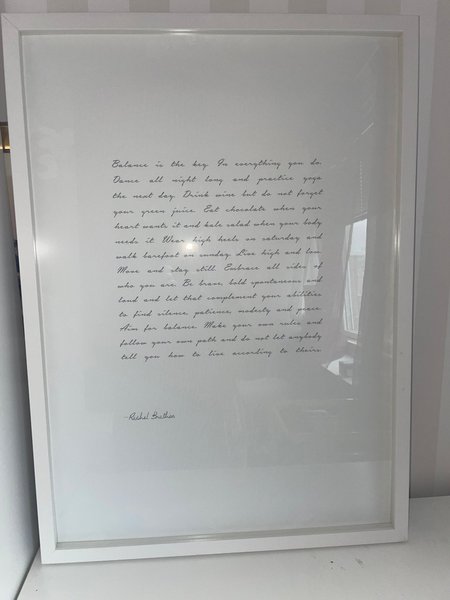 Balance is the key. In everything you do.
Dance all night long and practice yoga
the next day. Drink wine but do not forget
your green juice. Eat chocolate when your
heart wants it and kale salad when your body
needs it. Wear high heels on saturday and
walk barefoot on sunday. Live high and low.
Move and stay still. Embrace all sides of
who you are. Be brave, bold spontaneous and
loud and let that complement your abilities
to find silence, patience, modesty and peace.
Aim for balance. Make your own rules and
follow your own path and do not let anybody
tell you how to live according to theirs.
-Rachel Brathen